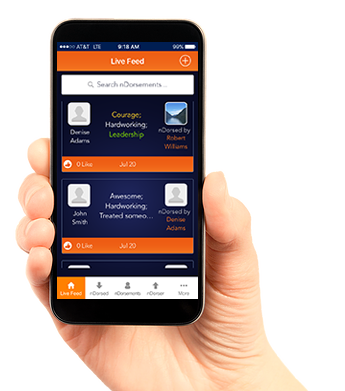 AT&T LTE 9:18 AM 99%
Live Feed
Search nDorsements...
Denise
Adams
Courage;
Hardworking;
Leadership
nDorsed by
Robert
Williams
0 Like Jul 20
John
Smith
Awesome;
Hardworking;
Treated someo...
nDorsed by
Denise
Adams
0 Like Jul 20
Live Feed nDorsed nDorsements nDorsen More